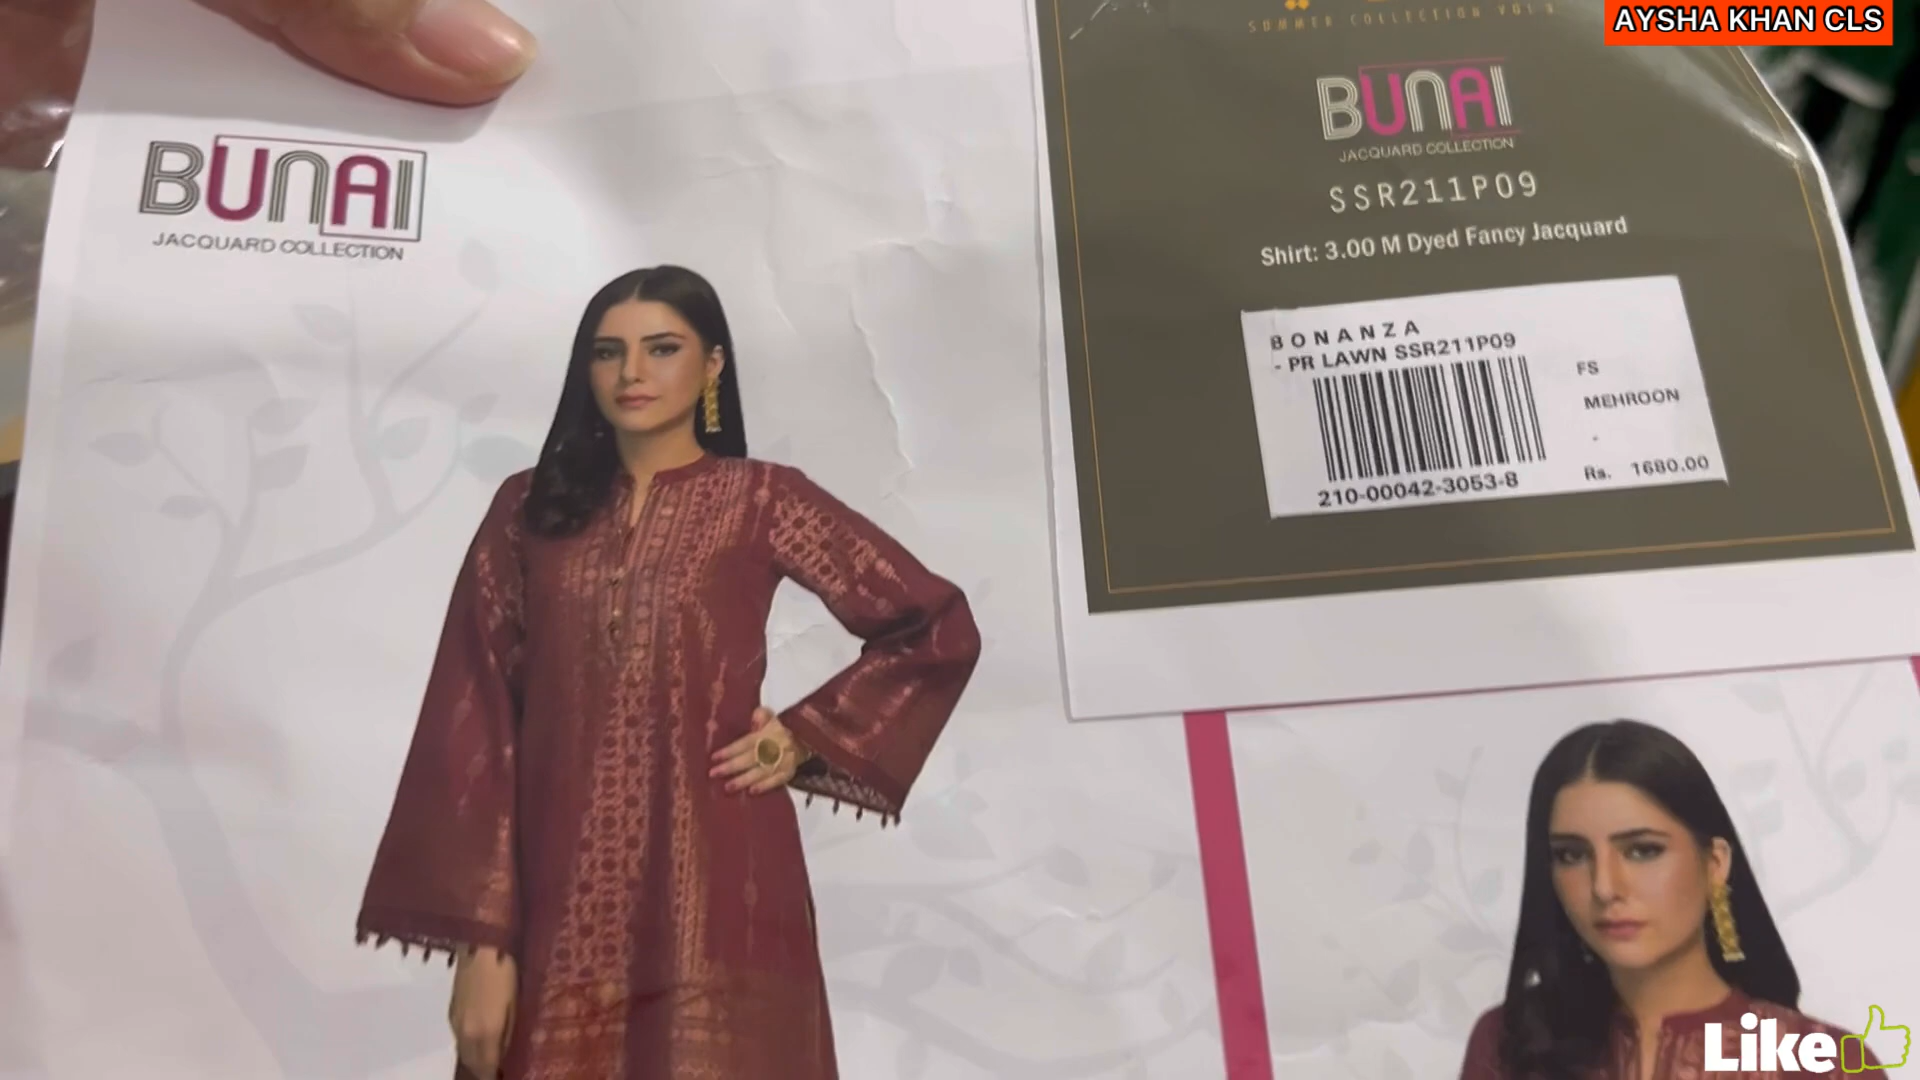 AYSHA KHAN CLS
SUMMER COLLECTION VOL
BUNAI
JACQUARD COLLECTION
SSR211P09
Shirt: 3.00 M Dyed Fancy Jacquard
BONANZA
- PR LAWN SSR211P09
FS
MEHROON
-
Rs. 1680.00
210-00042-3053-8
BUNAI
JACQUARD COLLECTION
Like